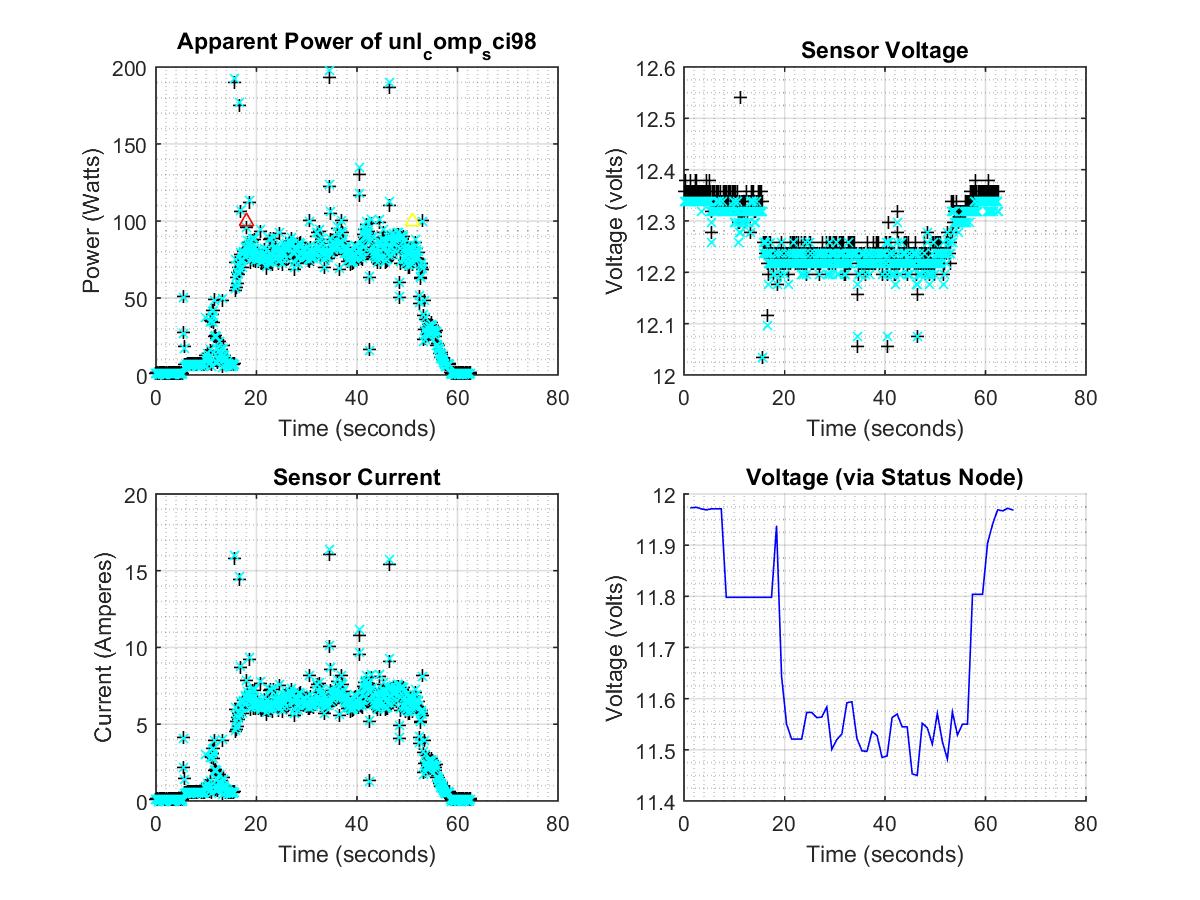 Apparent Power of unl_comp_sci98
200
150
100
50
0
0 20 40 60 80
Power (Watts)
Time (seconds)
Sensor Voltage
12.6
12.5
12.4
12.3
12.2
12.1
12
0 20 40 60 80
Voltage (volts)
Time (seconds)
Sensor Current
20
15
10
5
0
0 20 40 60 80
Current (Amperes)
Time (seconds)
Voltage (via Status Node)
12
11.9
11.8
11.7
11.6
11.5
11.4
0 20 40 60 80
Voltage (volts)
Time (seconds)